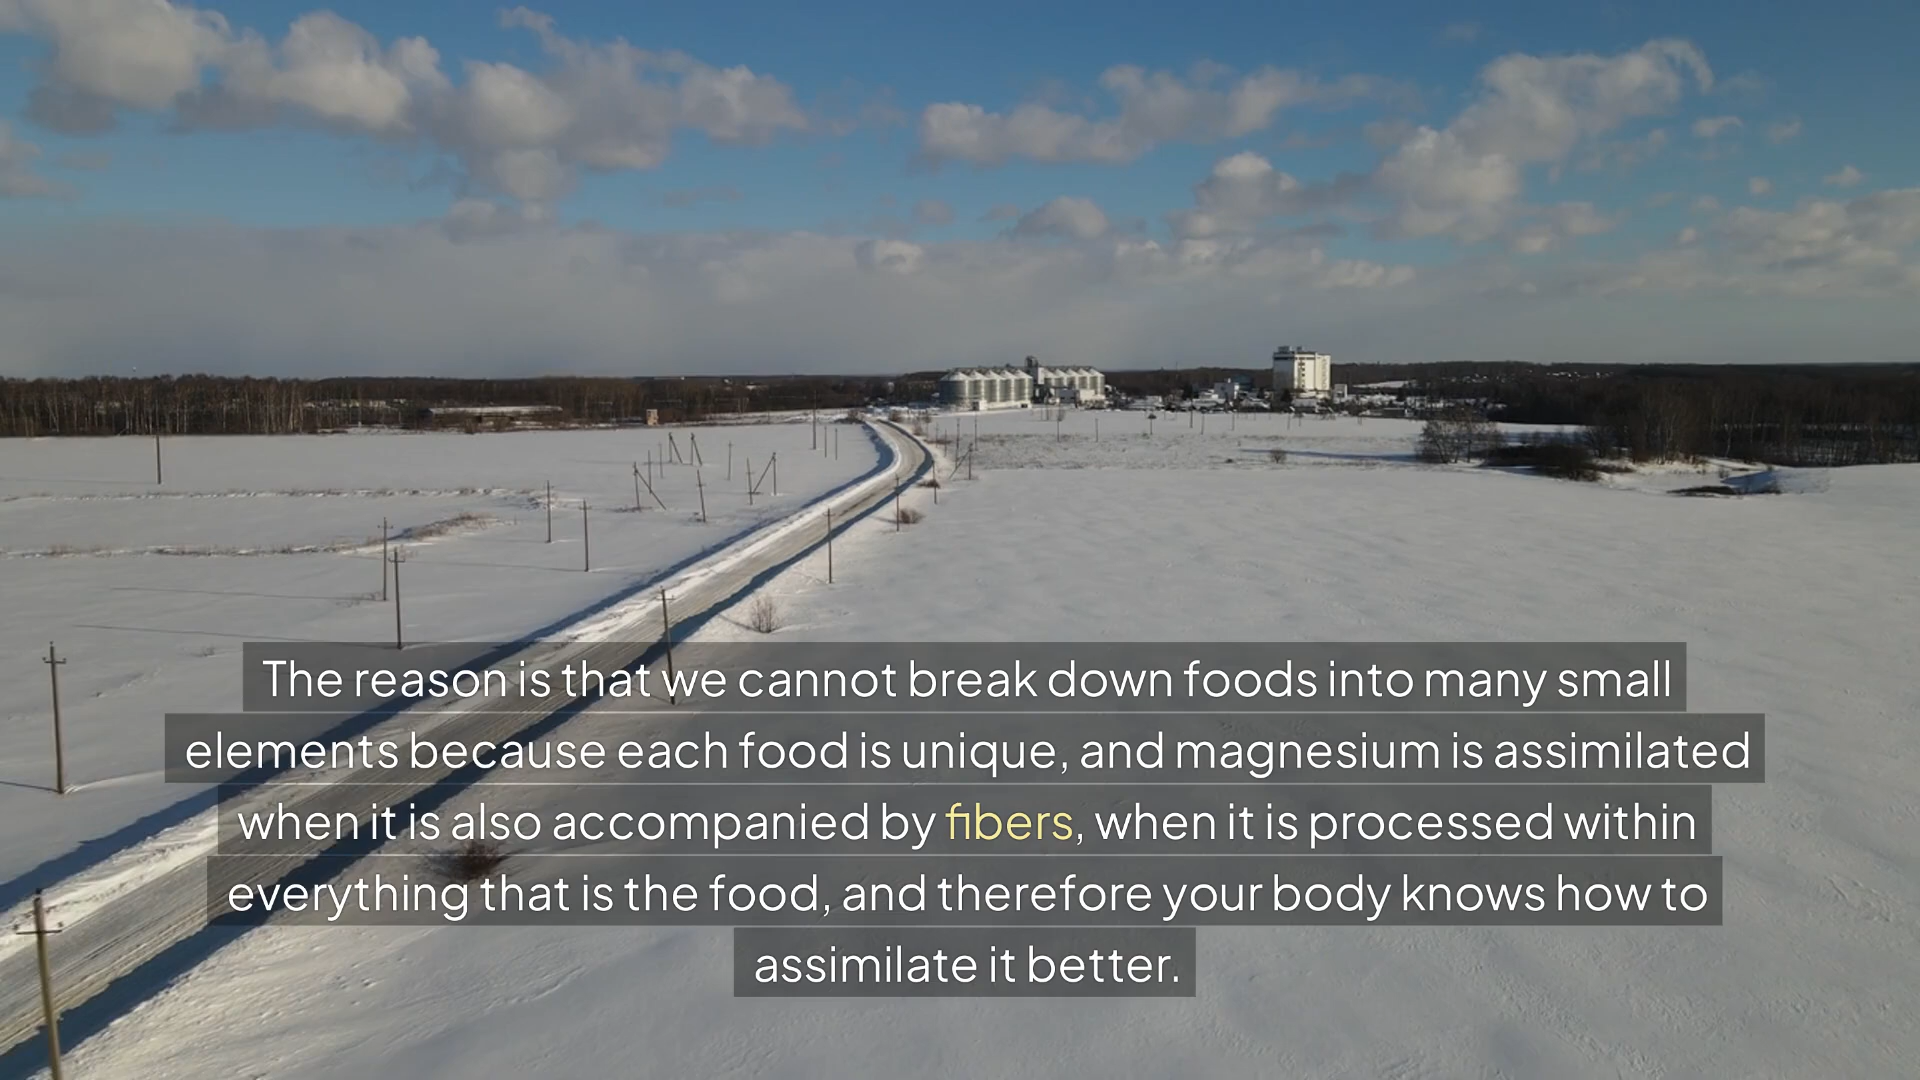 The reason is that we cannot break down foods into many small
elements because each food is unique, and magnesium is assimilated
when it is also accompanied by fibers, when it is processed within
everything that is the food, and therefore your body knows how to
assimilate it better.